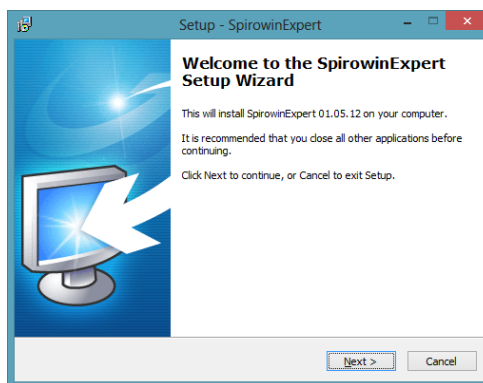 Setup - SpirowinExpert
Welcome to the SpirowinExpert
Setup Wizard
This will install SpirowinExpert 01.05.12 on your computer.
It is recommended that you close all other applications before
continuing.
Click Next to continue, or Cancel to exit Setup.
Next >
Cancel